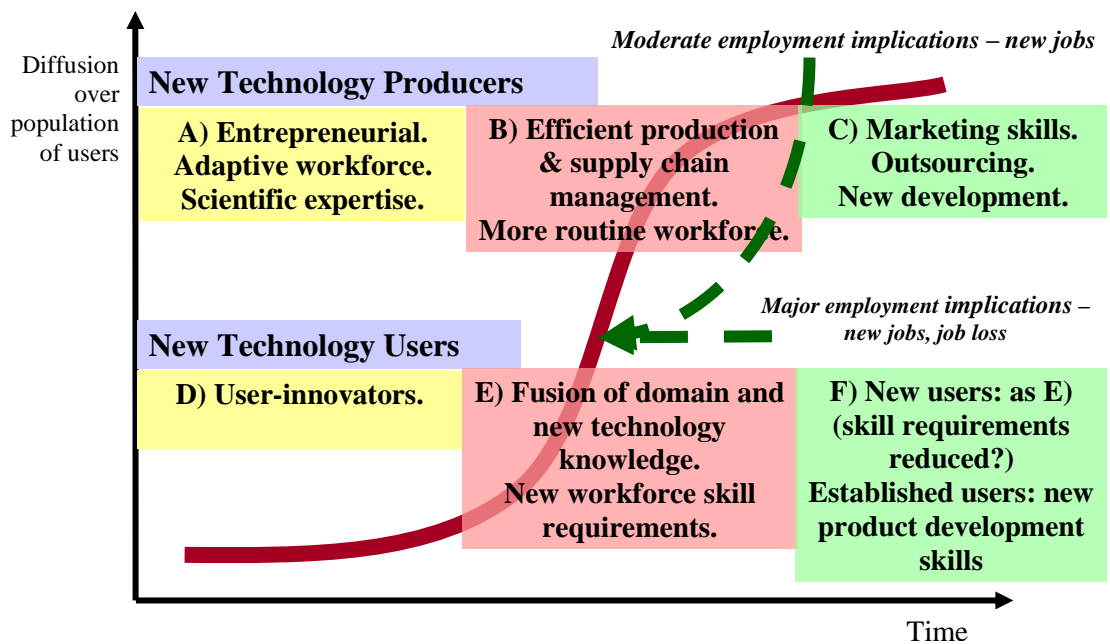 Moderate employment implications – new jobs
Diffusion
over
population
of users
New Technology Producers
A) Entrepreneurial.
Adaptive workforce.
Scientific expertise.
B) Efficient production
& supply chain
management.
More routine workforce.
C) Marketing skills.
Outsourcing.
New development.
Major employment implications –
new jobs, job loss
New Technology Users
D) User-innovators.
E) Fusion of domain and
new technology
knowledge.
New workforce skill
requirements.
F) New users: as E)
(skill requirements
reduced?)
Established users: new
product development
skills
Time